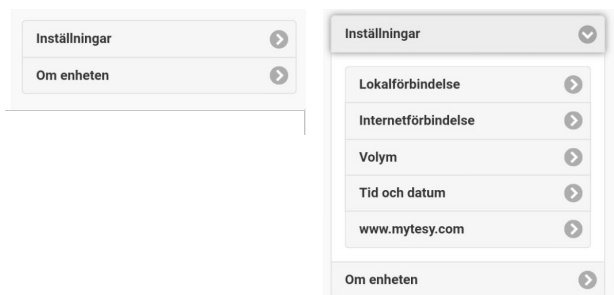 Inställningar
Om enheten
Inställningar
Lokalförbindelse
Internetförbindelse
Volym
Tid och datum
www.mytesy.com
Om enheten